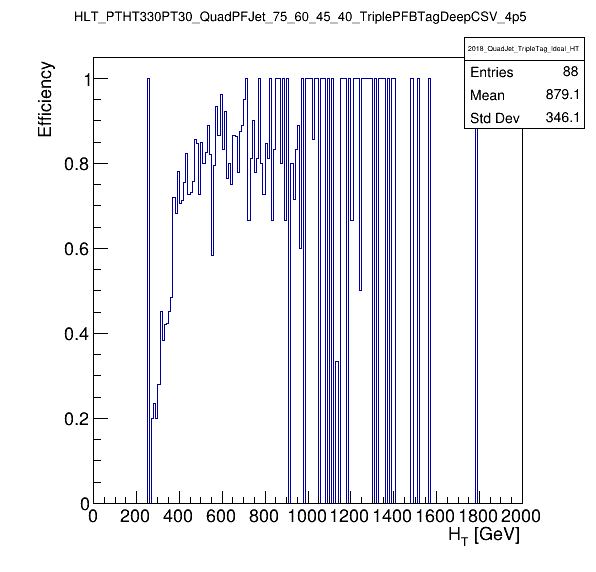 HLT_PTHT330PT30_QuadPFJet_75_60_45_40_TriplePFBTagDeepCSV_4p5
2018_QuadJet_TripleTag_Ideal_HT
Entries 88
Mean 879.1
Std Dev 346.1
Efficiency
1
0.8
0.6
0.4
0.2
0
0 200 400 600 800 1000 1200 1400 1600 1800 2000
H_T [GeV]